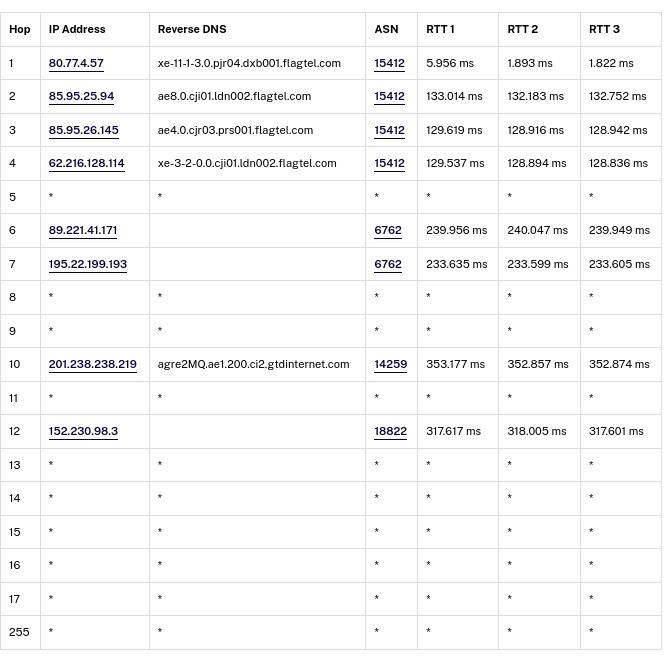 Hop IP Address Reverse DNS ASN RTT 1 RTT 2 RTT 3
1 80.77.4.57 xe-11-1-3.0.pjr04.dxb001.flagtel.com 15412 5.956 ms 1.893 ms 1.822 ms
2 85.95.25.94 ae8.0.cji01.ldn002.flagtel.com 15412 133.014 ms 132.183 ms 132.752 ms
3 85.95.26.145 ae4.0.cjr03.prs001.flagtel.com 15412 129.619 ms 128.916 ms 128.942 ms
4 62.216.128.114 xe-3-2-0.0.cji01.ldn002.flagtel.com 15412 129.537 ms 128.894 ms 128.836 ms
5 * * * * * *
6 89.221.41.171 6762 239.956 ms 240.047 ms 239.949 ms
7 195.22.199.193 6762 233.635 ms 233.599 ms 233.605 ms
8 * * * * * *
9 * * * * * *
10 201.238.238.219 agre2MQ.ae1.200.ci2.gtdinternet.com 14259 353.177 ms 352.857 ms 352.874 ms
11 * * * * * *
12 152.230.98.3 18822 317.617 ms 318.005 ms 317.601 ms
13 * * * * * *
14 * * * * * *
15 * * * * * *
16 * * * * * *
17 * * * * * *
255 * * * * * *